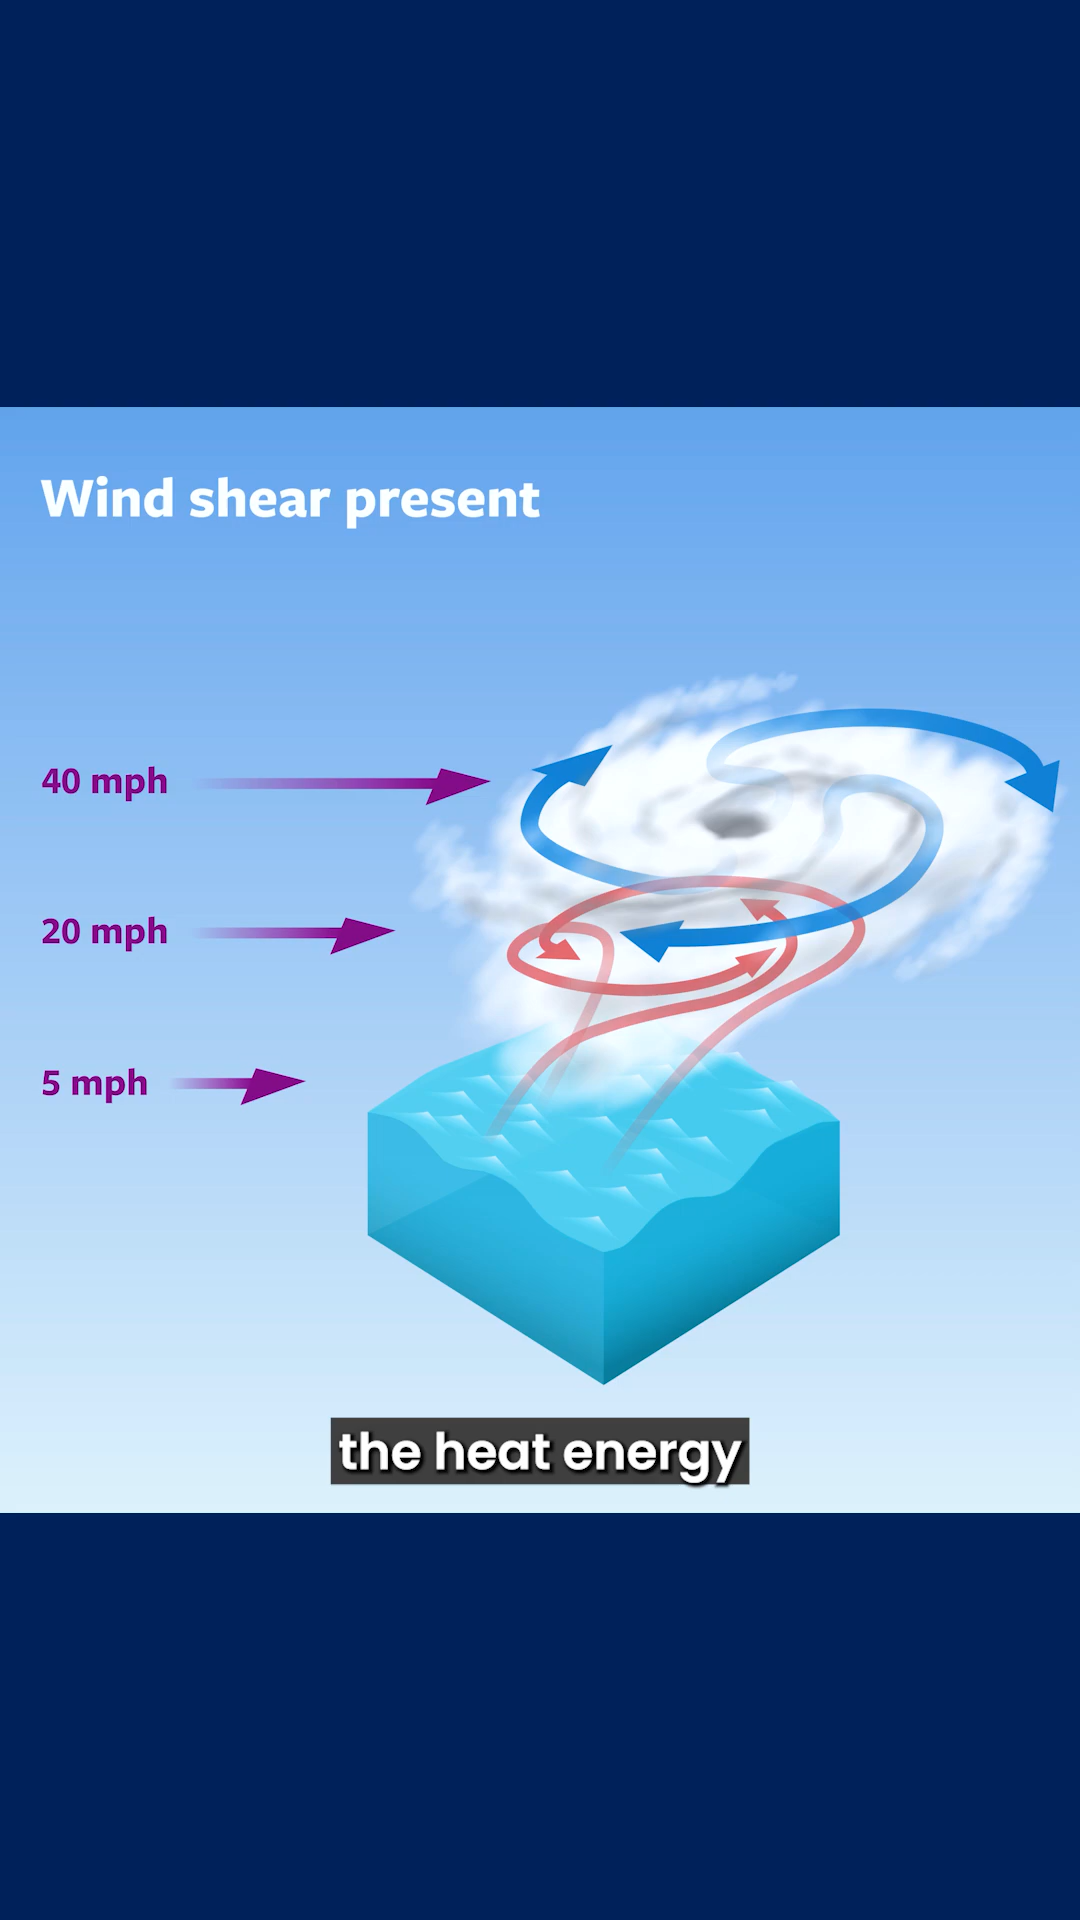 Wind shear present
40 mph
20 mph
5 mph
the heat energy